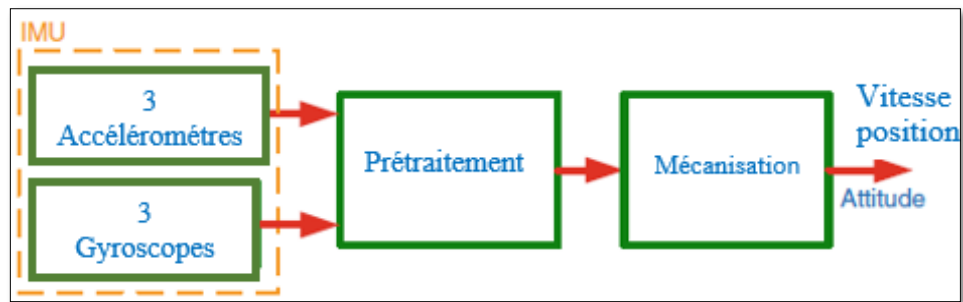 IMU
3
Accéléromètres
3
Gyroscopes
Prétraitement
Mécanisation
Vitesse
position
Attitude